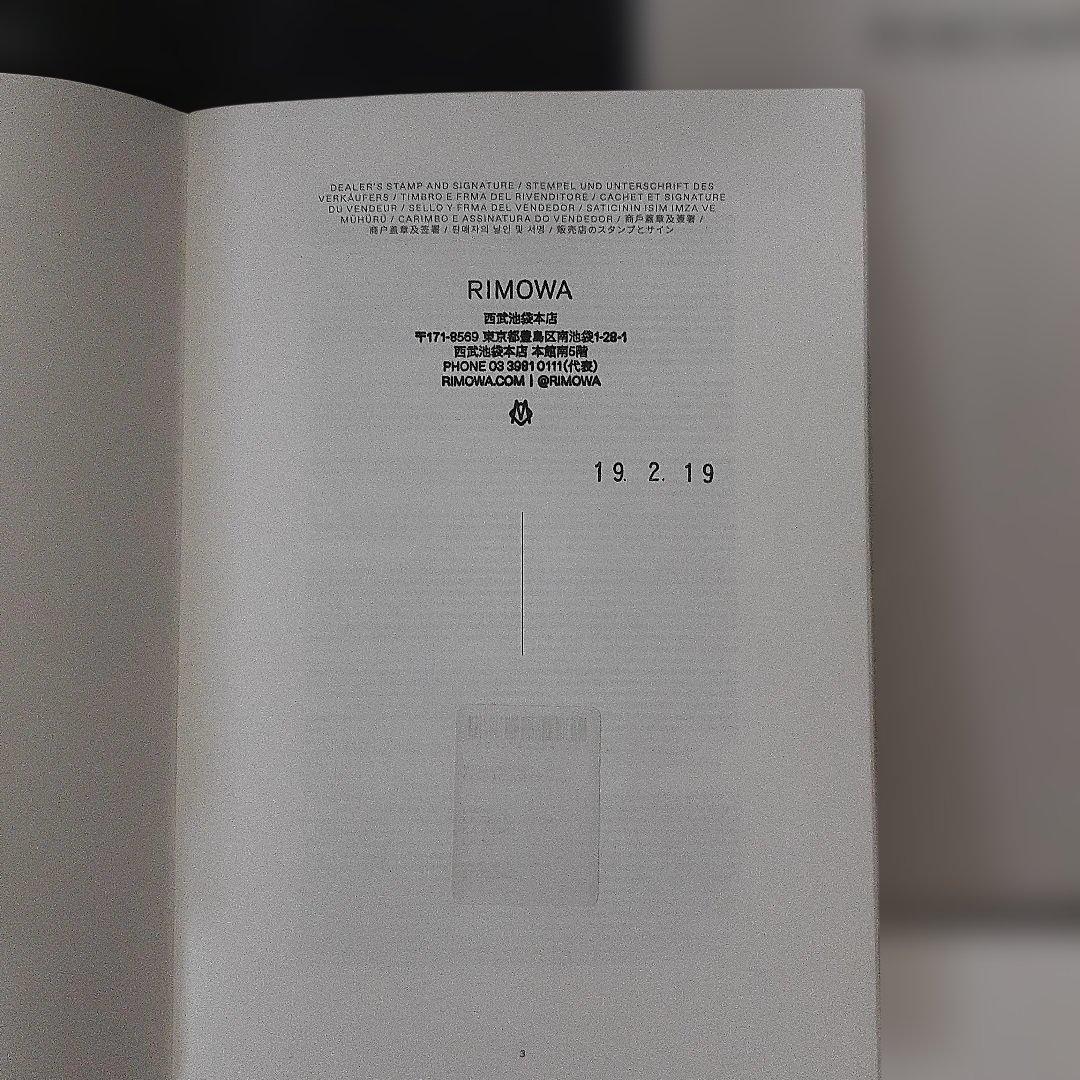 DEALER'S STAMP AND SIGNATURE / STEMPEL UND UNTERSCHRIFT DES
VERKÄUFERS / TIMBRO E FRMA DEL RIVENDITORE / CACHET ET SIGNATURE
DU VENDEUR / SELLO Y FRMA DEL VENDEDOR / SATICININ ISIM IMZA VE
MÜHÜRÜ / CARIMBO E ASSINATURA DO VENDEDOR / 商戶蓋章及簽署 /
商户盖章及签署 / 판매자의 날인 및 서명 / 販売店のスタンプとサイン
RIMOWA
西武池袋本店
〒171-8569 東京都豊島区南池袋1-28-1
西武池袋本店 本館南5階
PHONE 03 3981 0111(代表)
RIMOWA.COM | @RIMOWA
19. 2. 19
3